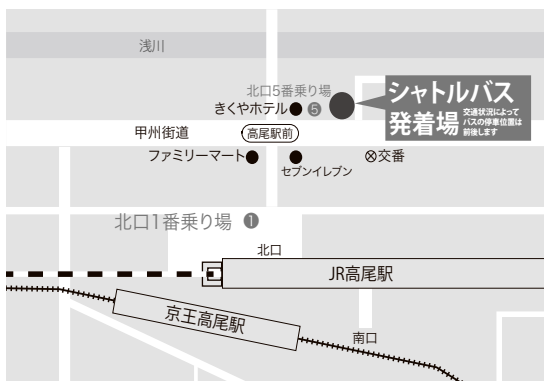 浅川
北口5番乗り場
シャトルバス
発着場
交通状況によって
バスの停車位置は
前後します
きくやホテル
5
甲州街道
高尾駅前
ファミリーマート
セブンイレブン
交番
北口1番乗り場
1
北口
JR高尾駅
京王高尾駅
南口